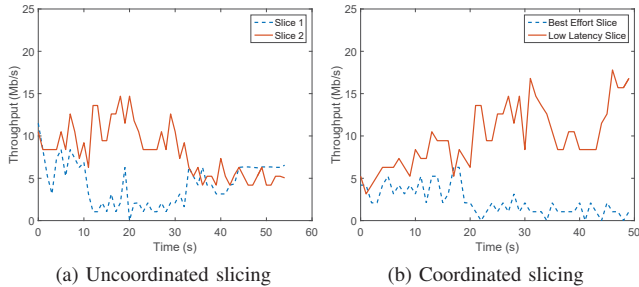 25
20
15
10
5
0
Throughput (Mb/s)
0 10 20 30 40 50 60
Time (s)
Slice 1
Slice 2
(a) Uncoordinated slicing
25
20
15
10
5
0
Throughput (Mb/s)
0 10 20 30 40 50
Time (s)
Best Effort Slice
Low Latency Slice
(b) Coordinated slicing